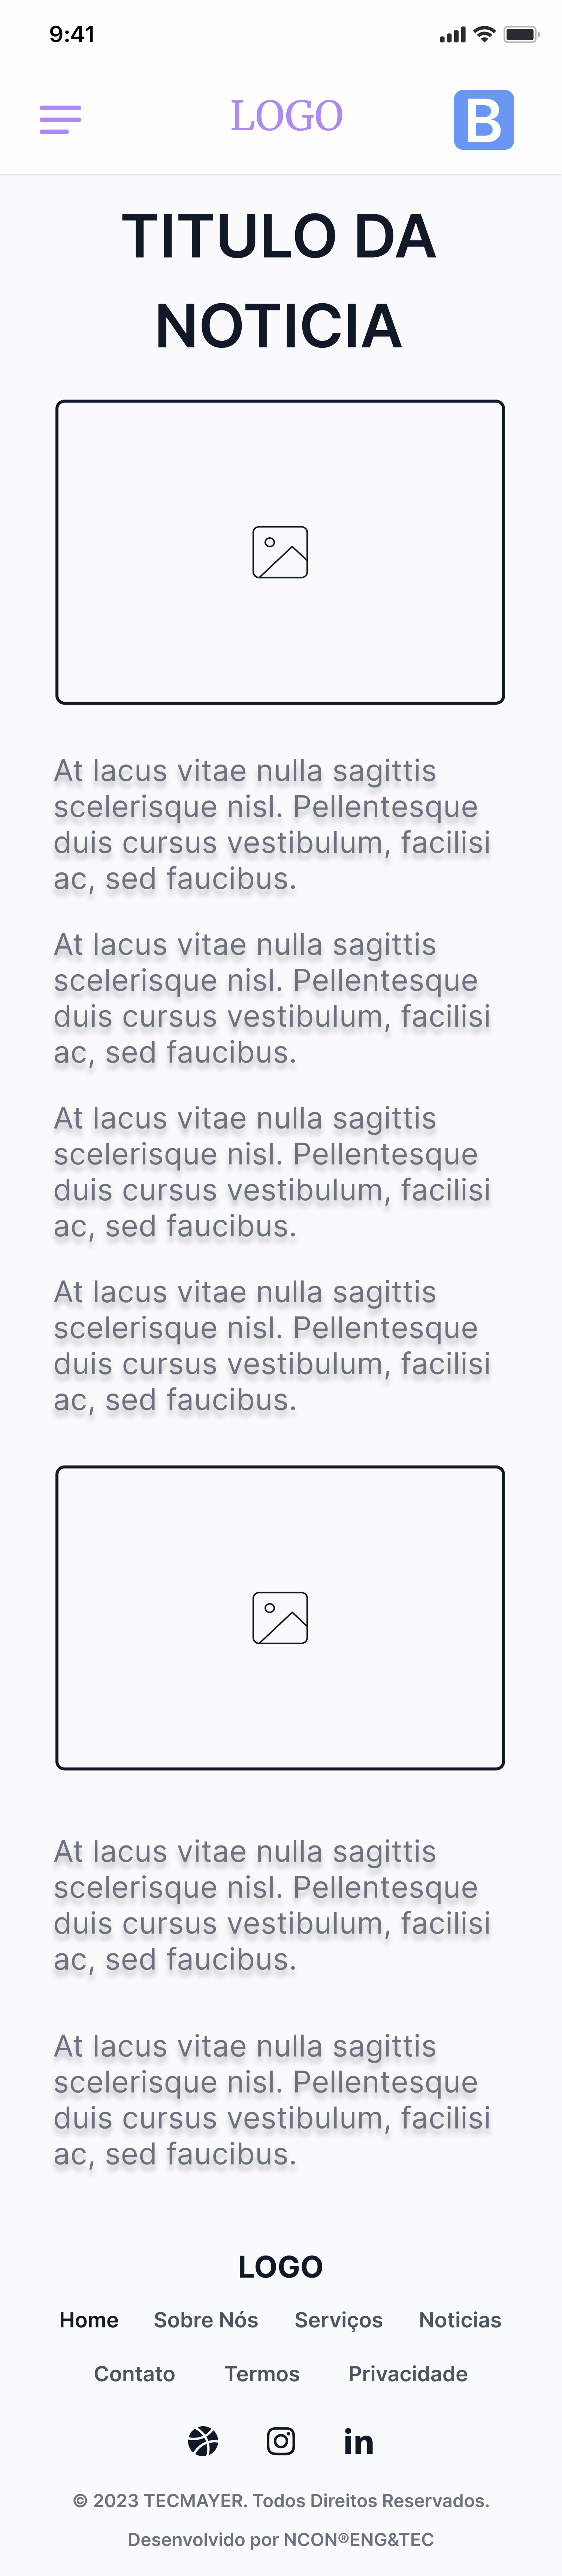 9:41
LOGO
B
TITULO DA
NOTICIA
At lacus vitae nulla sagittis
scelerisque nisl. Pellentesque
duis cursus vestibulum, facilisi
ac, sed faucibus.
At lacus vitae nulla sagittis
scelerisque nisl. Pellentesque
duis cursus vestibulum, facilisi
ac, sed faucibus.
At lacus vitae nulla sagittis
scelerisque nisl. Pellentesque
duis cursus vestibulum, facilisi
ac, sed faucibus.
At lacus vitae nulla sagittis
scelerisque nisl. Pellentesque
duis cursus vestibulum, facilisi
ac, sed faucibus.
At lacus vitae nulla sagittis
scelerisque nisl. Pellentesque
duis cursus vestibulum, facilisi
ac, sed faucibus.
At lacus vitae nulla sagittis
scelerisque nisl. Pellentesque
duis cursus vestibulum, facilisi
ac, sed faucibus.
LOGO
Home Sobre Nós Serviços Noticias
Contato Termos Privacidade
in
© 2023 TECMAYER. Todos Direitos Reservados.
Desenvolvido por NCON®ENG&TEC